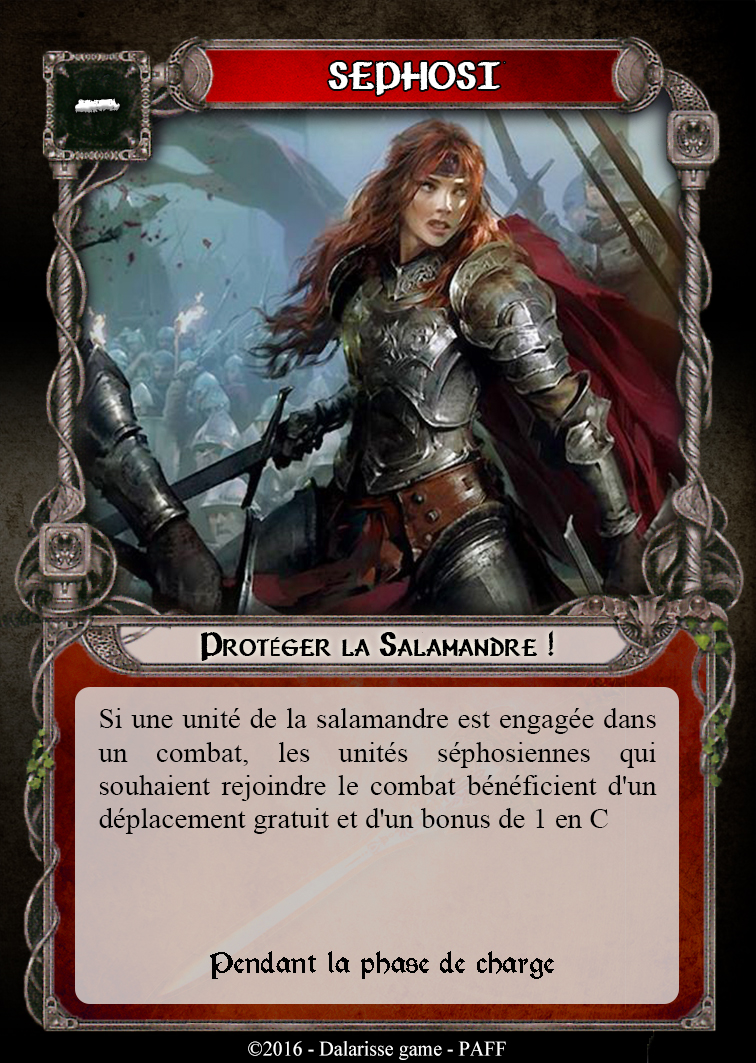 -
SEPHOSI
Protéger la Salamandre !
Si une unité de la salamandre est engagée dans
un combat, les unités séphosiennes qui
souhaient rejoindre le combat bénéficient d'un
déplacement gratuit et d'un bonus de 1 en C
Pendant la phase de charge
©2016 - Dalarisse game - PAFF